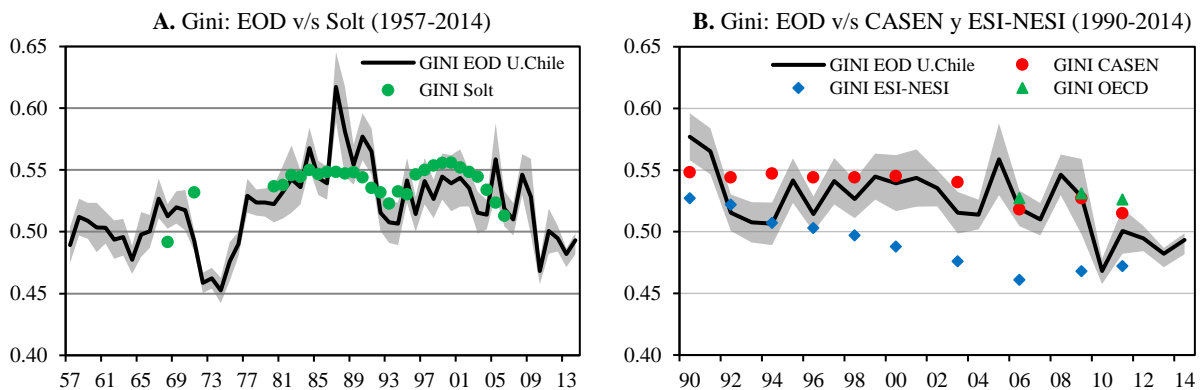 A. Gini: EOD v/s Solt (1957-2014)
0.65
0.60
0.55
0.50
0.45
0.40
GINI EOD U.Chile
GINI Solt
57 61 65 69 73 77 81 85 89 93 97 01 05 09 13
B. Gini: EOD v/s CASEN y ESI-NESI (1990-2014)
0.65
0.60
0.55
0.50
0.45
0.40
GINI EOD U.Chile GINI CASEN
GINI ESI-NESI GINI OECD
90 92 94 96 98 00 02 04 06 08 10 12 14